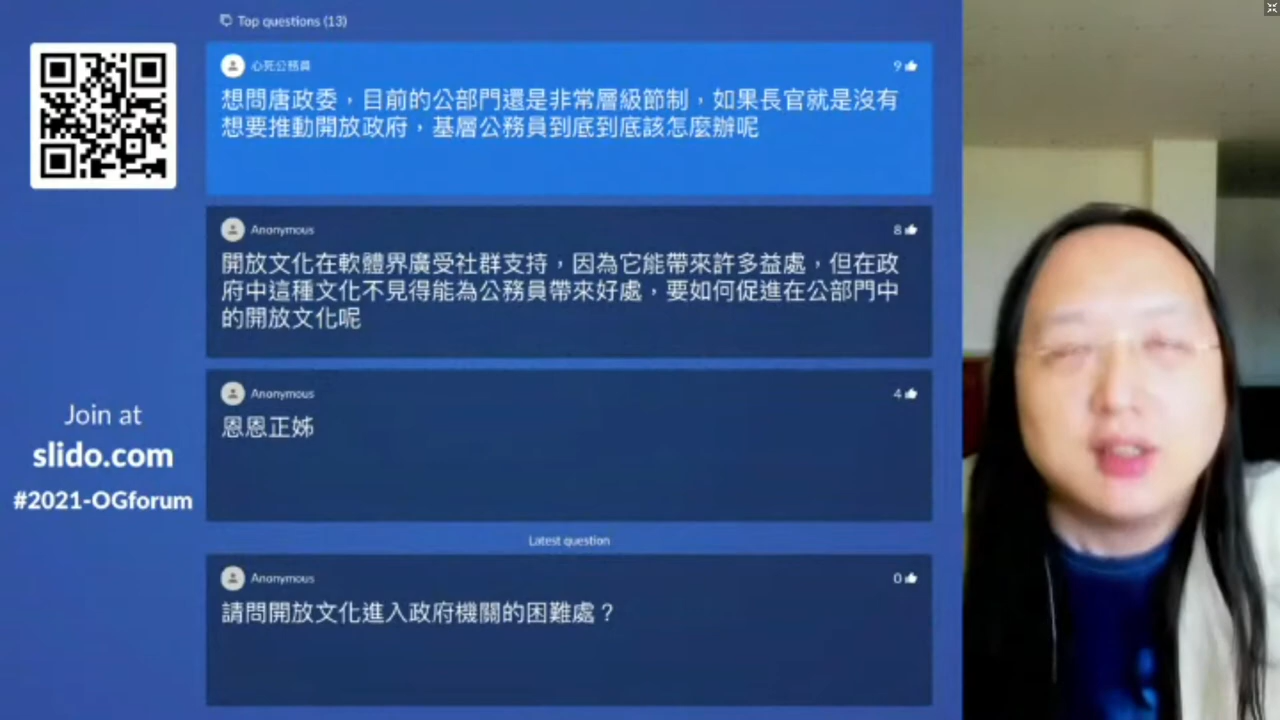 Top questions (13)
心死公務員
9
想問唐政委，目前的公部門還是非常層級節制，如果長官就是沒有
想要推動開放政府，基層公務員到底到底該怎麼辦呢
Anonymous
8
開放文化在軟體界廣受社群支持，因為它能帶來許多益處，但在政
府中這種文化不見得能為公務員帶來好處，要如何促進在公部門中
的開放文化呢
Anonymous
4
恩恩正姊
Latest question
Anonymous
0
請問開放文化進入政府機關的困難處？
Join at
slido.com
#2021-OGforum